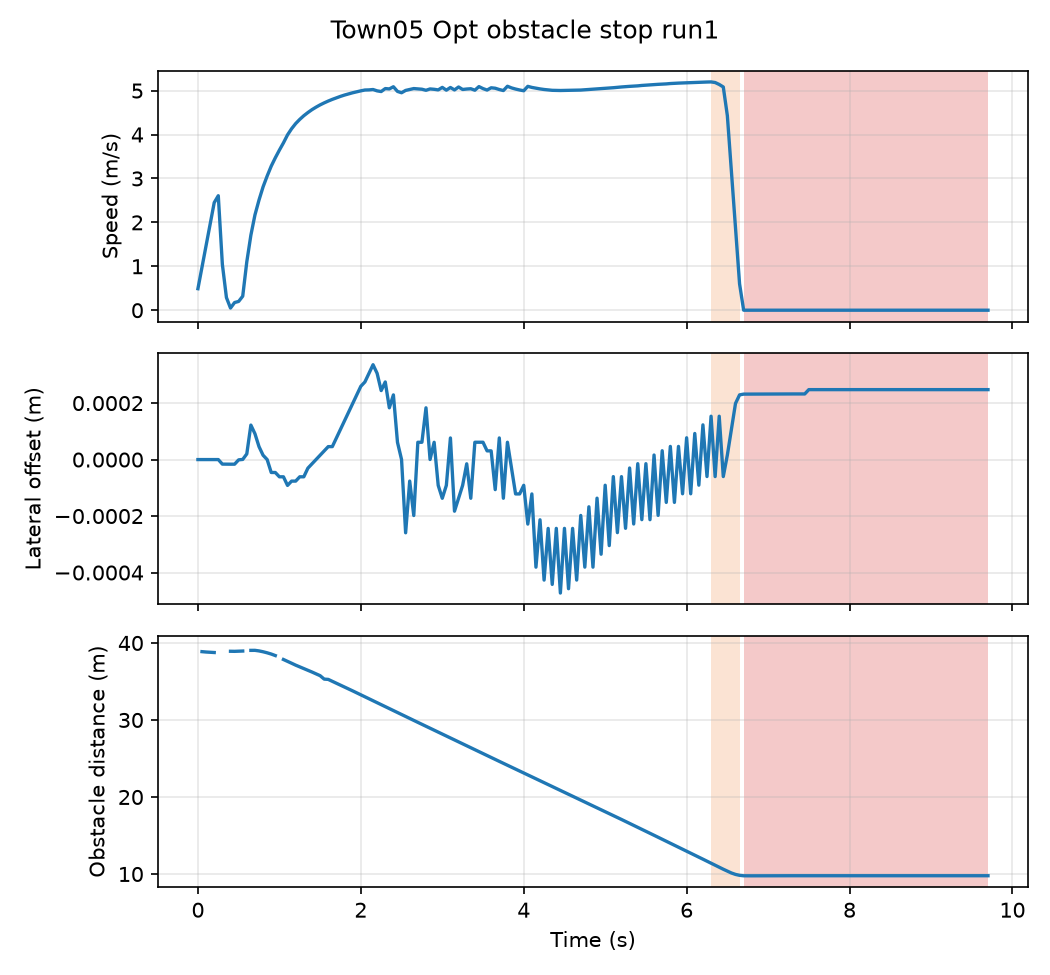 Town05 Opt obstacle stop run1
Speed (m/s)
5
4
3
2
1
0
Lateral offset (m)
0.0002
0.0000
−0.0002
−0.0004
Obstacle distance (m)
40
30
20
10
0 2 4 6 8 10
Time (s)